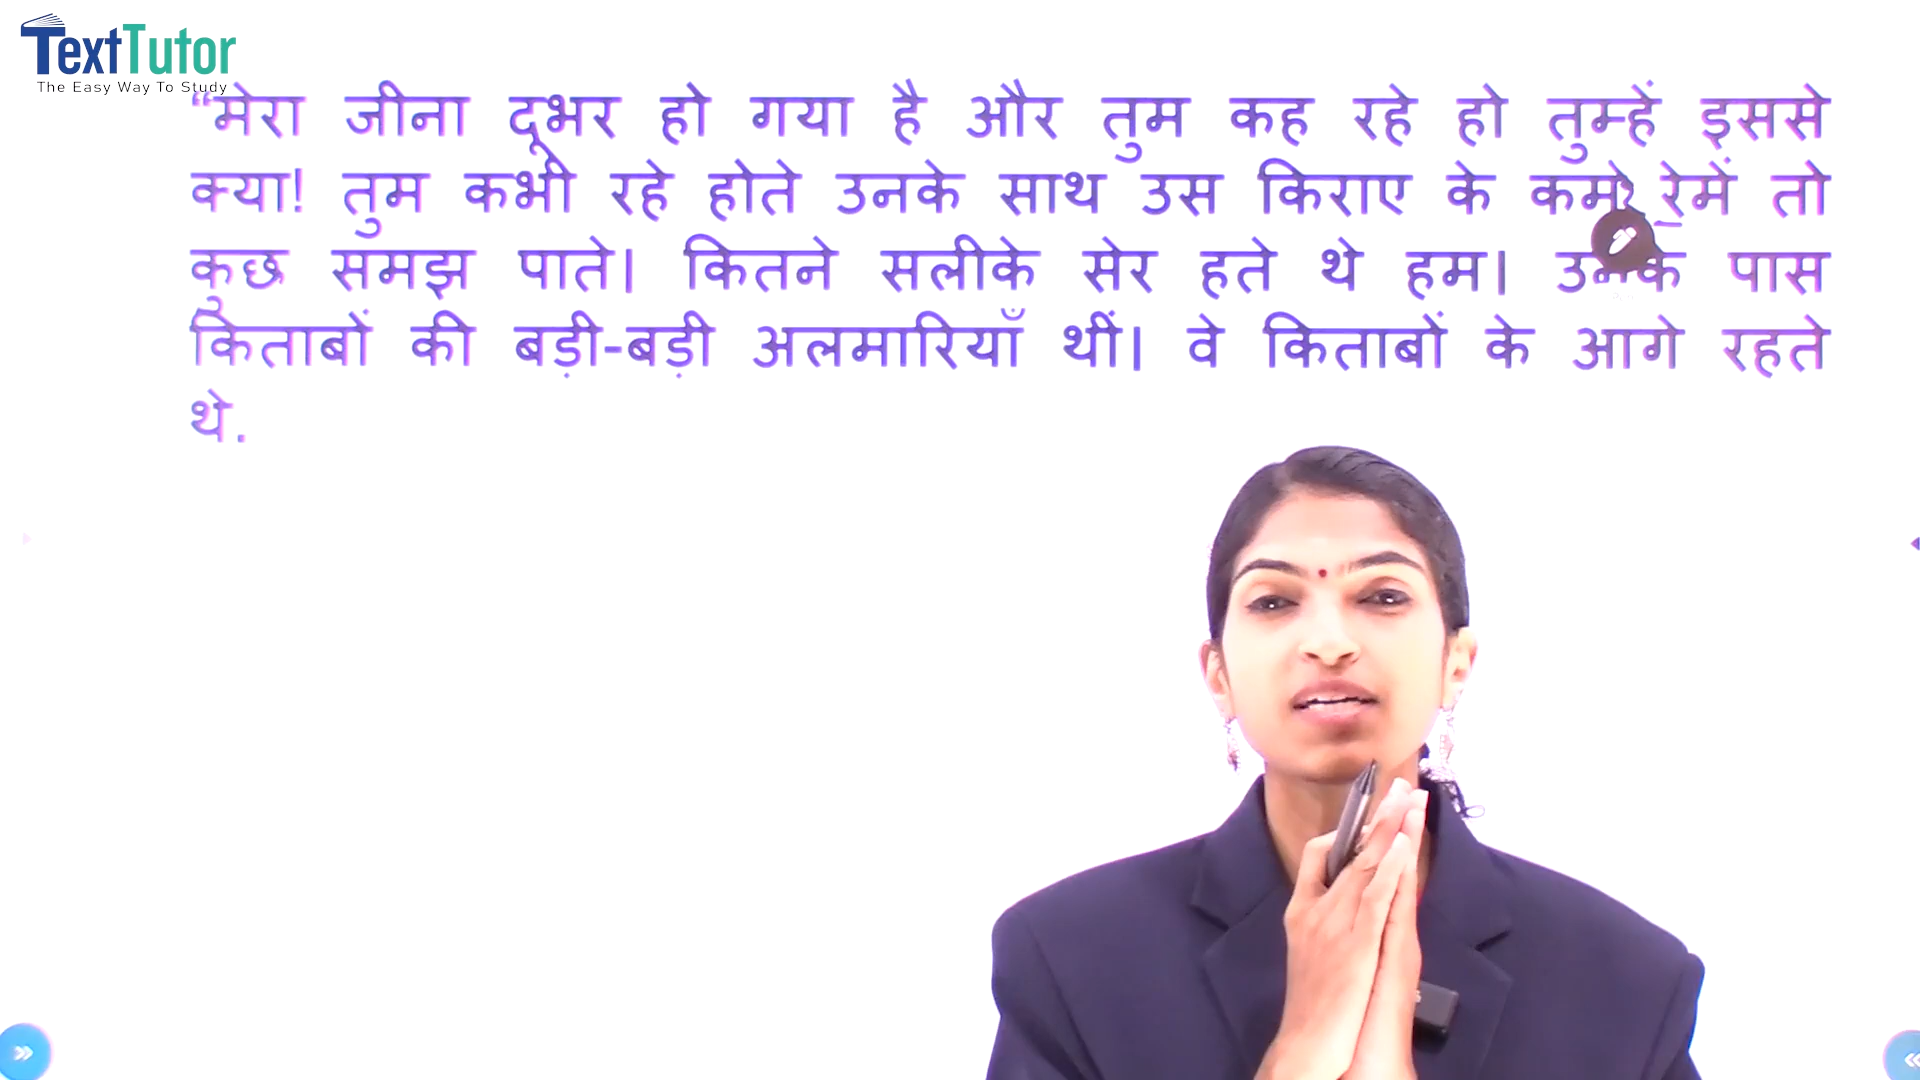 TextTutor
The Easy Way To Study
“मेरा जीना दूभर हो गया है और तुम कह रहे हो तुम्हें इससे
क्या! तुम कभी रहे होते उनके साथ उस किराए के कमरे रेमें तो
कुछ समझ पाते। कितने सलीके सेर हते थे हम। उनके पास
किताबों की बड़ी-बड़ी अलमारियाँ थीं। वे किताबों के आगे रहते
थे.